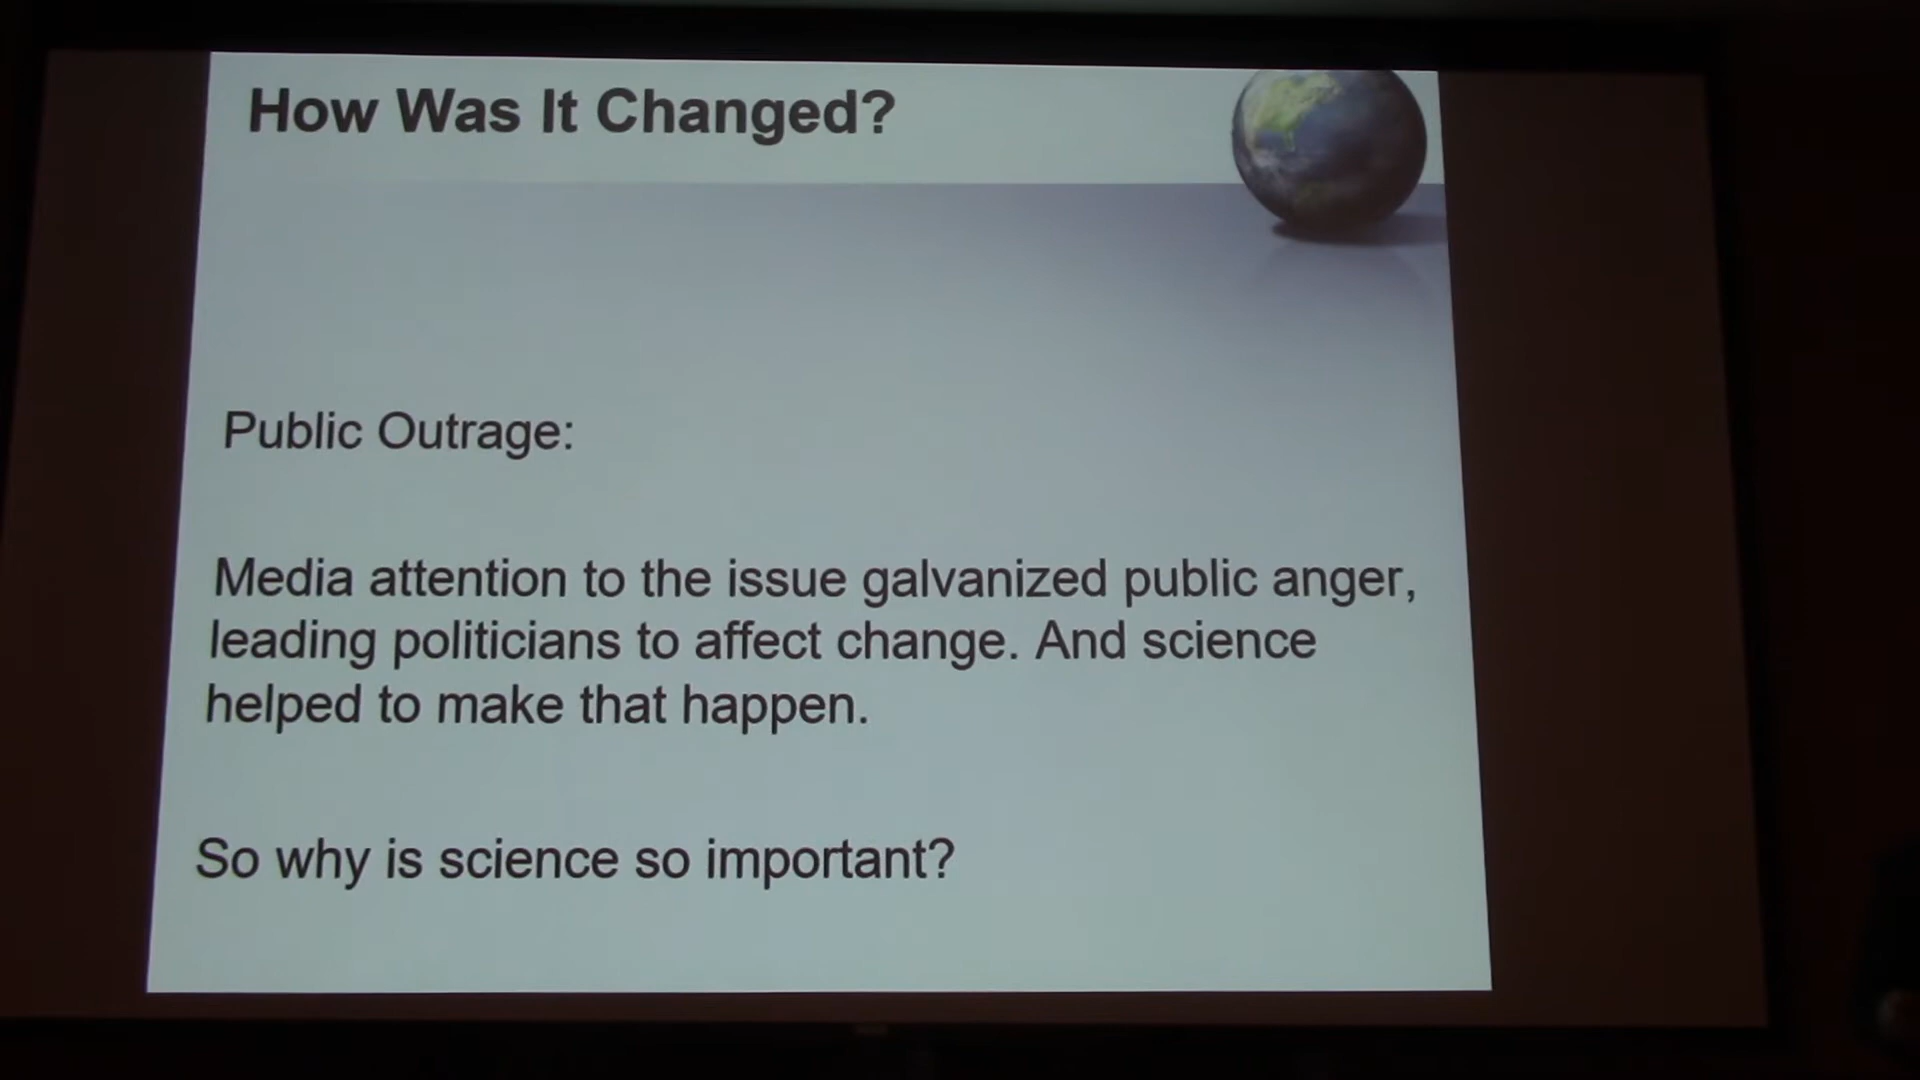 How Was It Changed?
Public Outrage:
Media attention to the issue galvanized public anger,
leading politicians to affect change. And science
helped to make that happen.
So why is science so important?